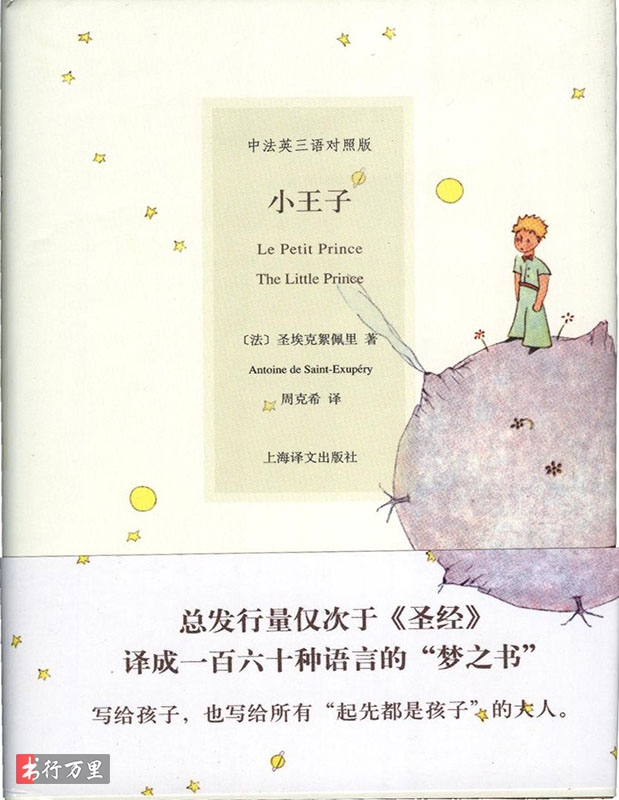 中法英三语对照版
小王子
Le Petit Prince
The Little Prince
〔法〕圣埃克絮佩里 著
Antoine de Saint-Exupéry
周克希 译
上海译文出版社
总发行量仅次于《圣经》
译成一百六十种语言的“梦之书”
写给孩子，也写给所有“起先都是孩子”的大人。
书行万里